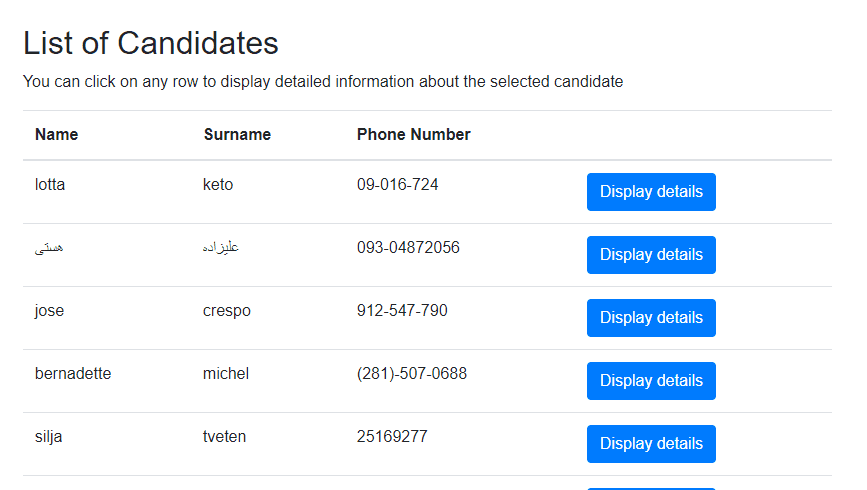 List of Candidates
You can click on any row to display detailed information about the selected candidate
Name Surname Phone Number
lotta keto 09-016-724 Display details
هستی علیزاده 093-04872056 Display details
jose crespo 912-547-790 Display details
bernadette michel (281)-507-0688 Display details
silja tveten 25169277 Display details